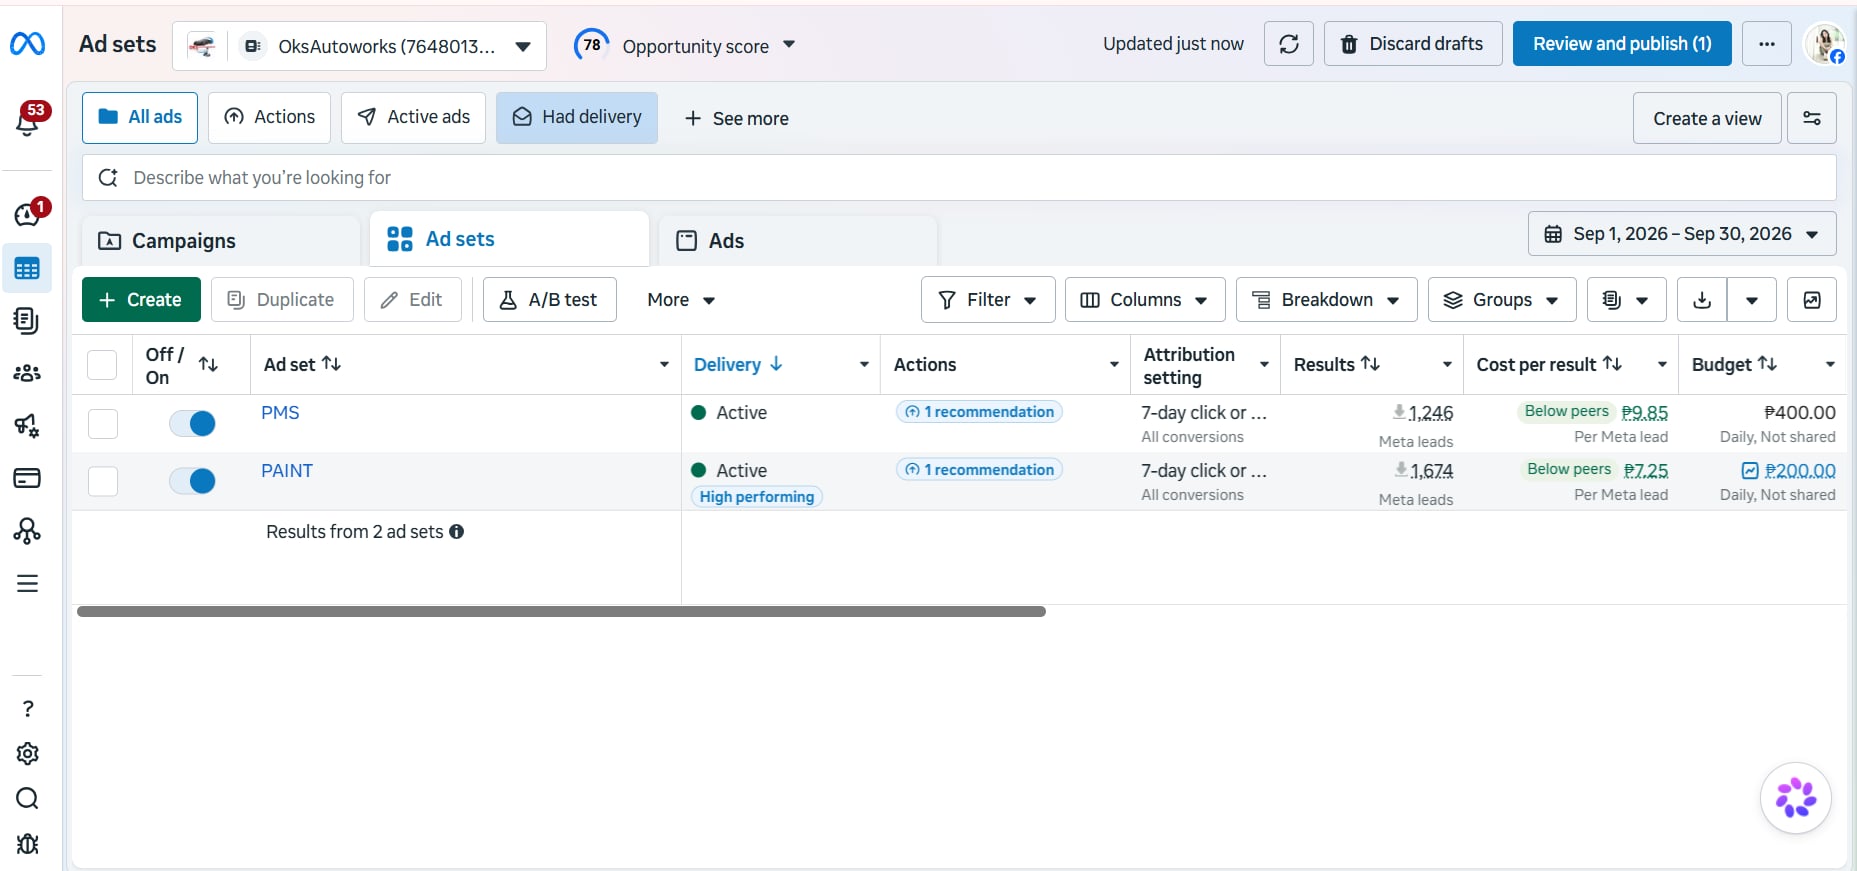 Ad sets
OksAutoworks (7648013...
78
Opportunity score
Updated just now
Discard drafts
Review and publish (1)
53
All ads
Actions
Active ads
Had delivery
See more
Create a view
Describe what you're looking for
1
Campaigns
Ad sets
Ads
Sep 1, 2026 – Sep 30, 2026
Create
Duplicate
Edit
A/B test
More
Filter
Columns
Breakdown
Groups
Off / On
Ad set
Delivery
Actions
Attribution setting
Results
Cost per result
Budget
PMS
Active
1 recommendation
7-day click or ...
All conversions
1,246
Meta leads
Below peers
₱9.85
Per Meta lead
₱400.00
Daily, Not shared
PAINT
Active
High performing
1 recommendation
7-day click or ...
All conversions
1,674
Meta leads
Below peers
₱7.25
Per Meta lead
₱200.00
Daily, Not shared
Results from 2 ad sets